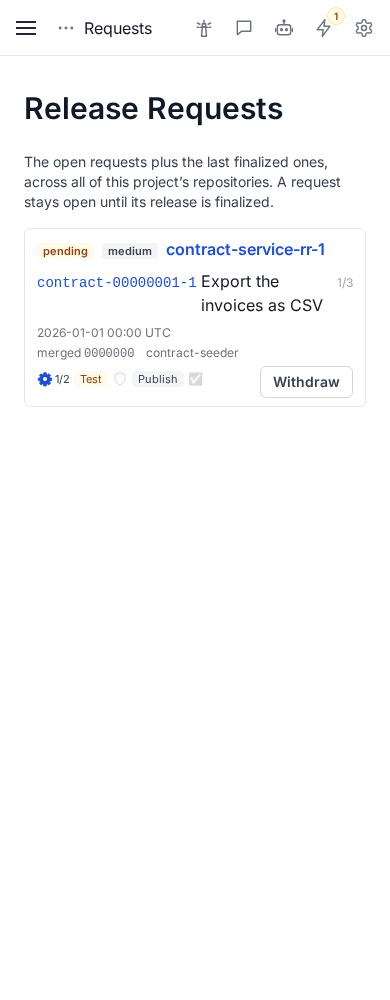 Requests
1
Release Requests
The open requests plus the last finalized ones,
across all of this project's repositories. A request
stays open until its release is finalized.
pending medium contract-service-rr-1
contract-00000001-1 Export the 1/3
invoices as CSV
2026-01-01 00:00 UTC
merged 0000000 contract-seeder
1/2 Test Publish
Withdraw